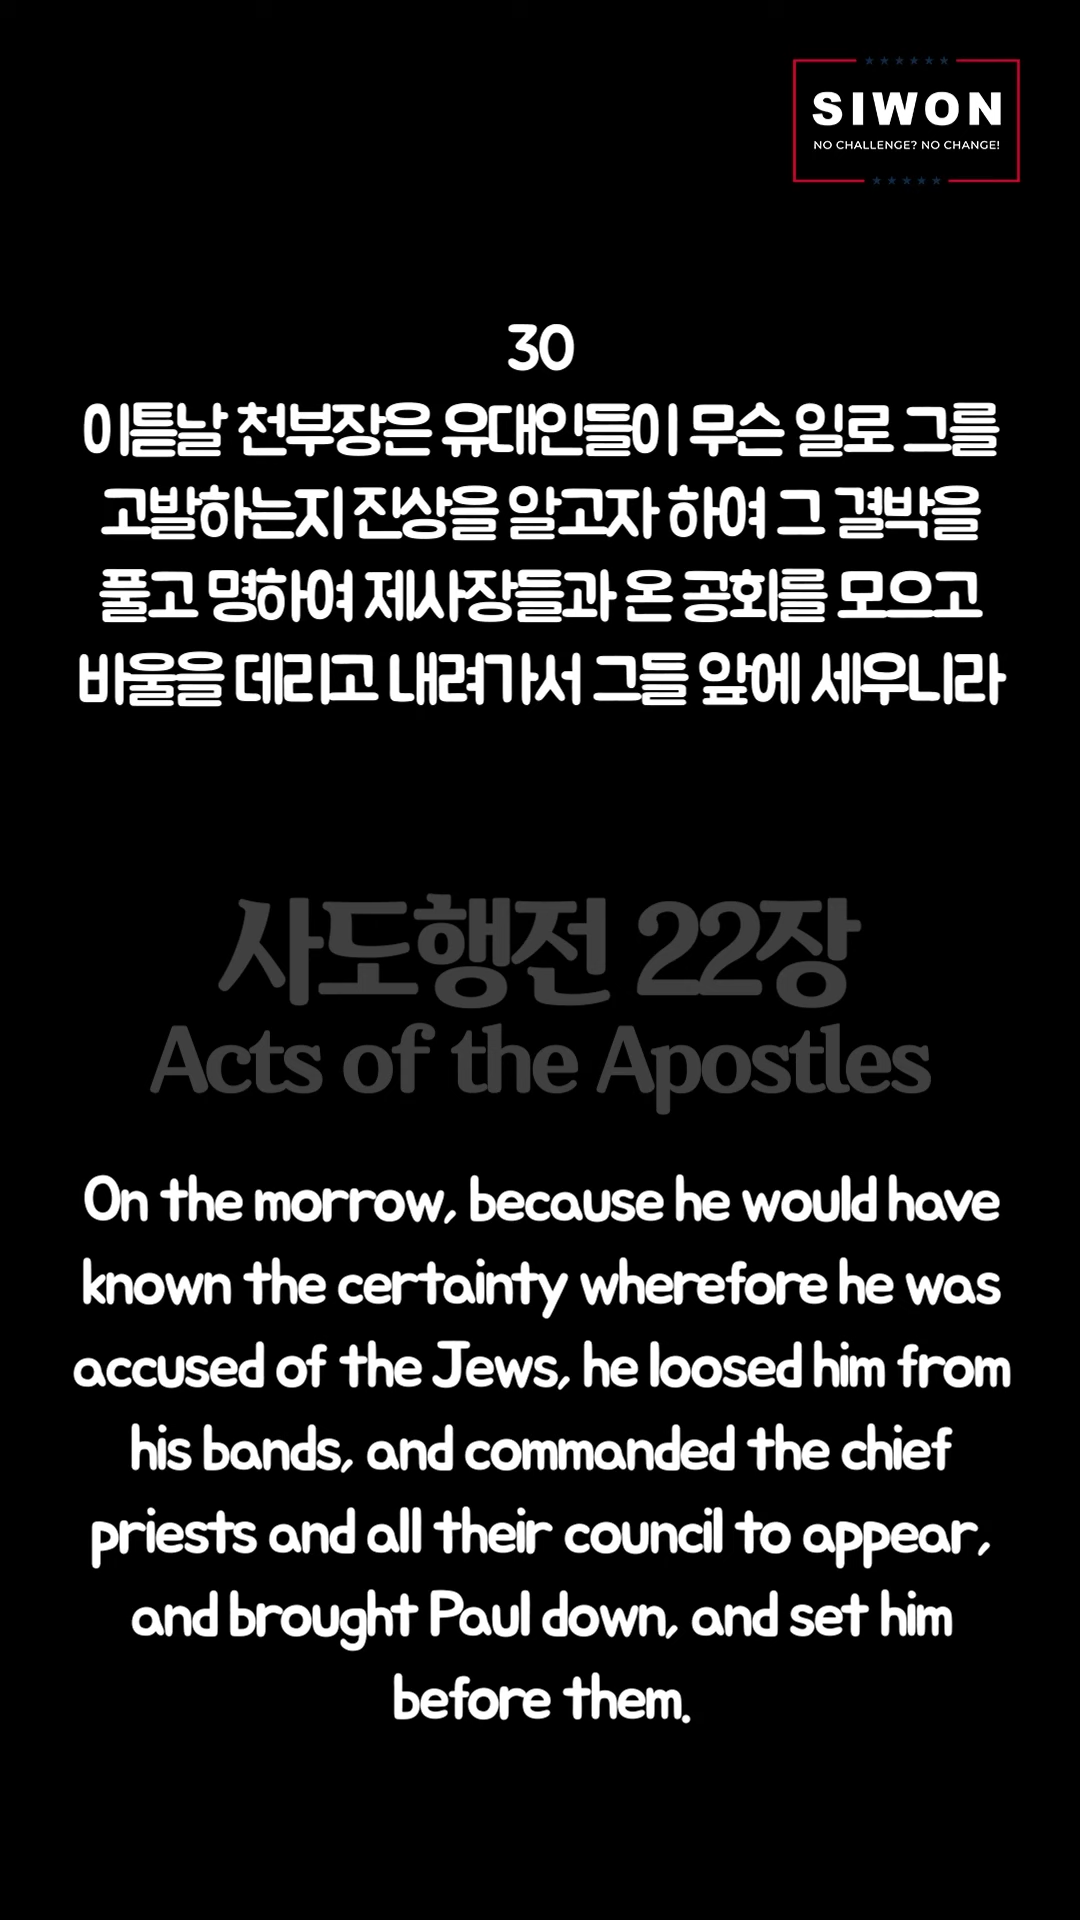 SIWON
NO CHALLENGE? NO CHANGE!
30
이튿날 천부장은 유대인들이 무슨 일로 그를
고발하는지 진상을 알고자 하여 그 결박을
풀고 명하여 제사장들과 온 공회를 모으고
바울을 데리고 내려가서 그들 앞에 세우니라
사도행전 22장
Acts of the Apostles
On the morrow, because he would have
known the certainty wherefore he was
accused of the Jews, he loosed him from
his bands, and commanded the chief
priests and all their council to appear,
and brought Paul down, and set him
before them.